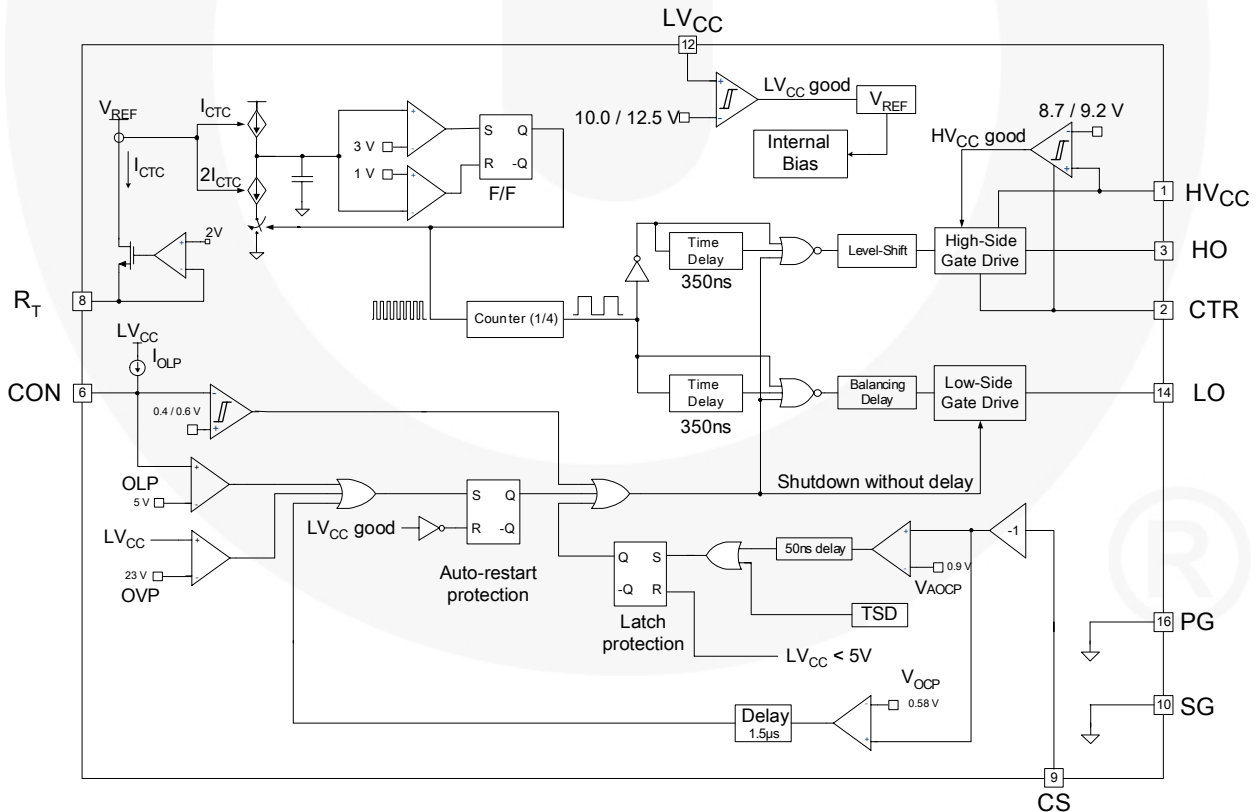 LVCC
12
LVCC good
VREF
10.0 / 12.5 V
Internal
Bias
8.7 / 9.2 V
HVCC good
1
HVCC
VREF
ICTC
ICTC
2ICTC
3 V
1 V
+
-
+
-
S Q
R -Q
F/F
2V
+
-
RT
8
Time
Delay
350ns
Level-Shift
High-Side
Gate Drive
3
HO
2
CTR
Counter (1/4)
LVCC
IOLP
CON
6
0.4 / 0.6 V
-
+
Time
Delay
350ns
Balancing
Delay
Low-Side
Gate Drive
14
LO
Shutdown without delay
OLP
5 V
+
-
LVCC
23 V
OVP
+
-
LVCC good
S Q
R -Q
Auto-restart
protection
Q S
-Q R
Latch
protection
LVCC < 5V
50ns delay
+
-
0.9 V
VAOCP
-1
TSD
Delay
1.5µs
VOCP
0.58 V
-
+
16
PG
10
SG
9
CS
®